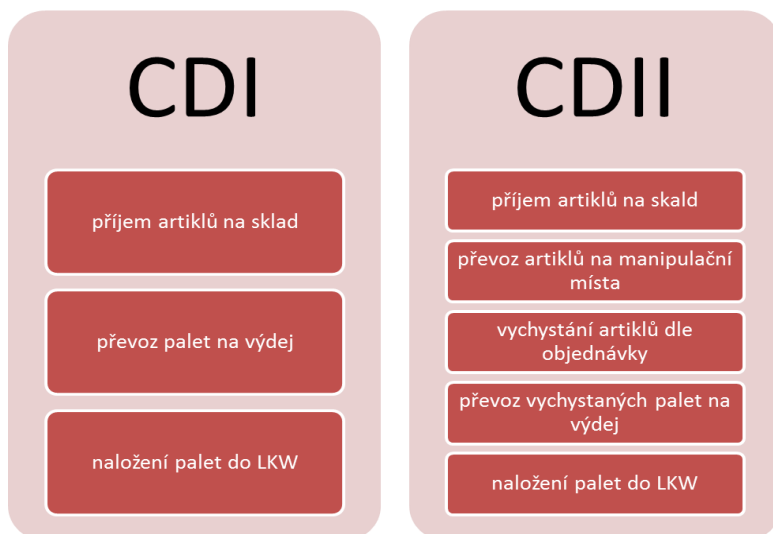 CDI
příjem artiklů na sklad
převoz palet na výdej
naložení palet do LKW
CDII
příjem artiklů na skald
převoz artiklů na manipulační
místa
vychystání artiklů dle
objednávky
převoz vychystaných palet na
výdej
naložení palet do LKW